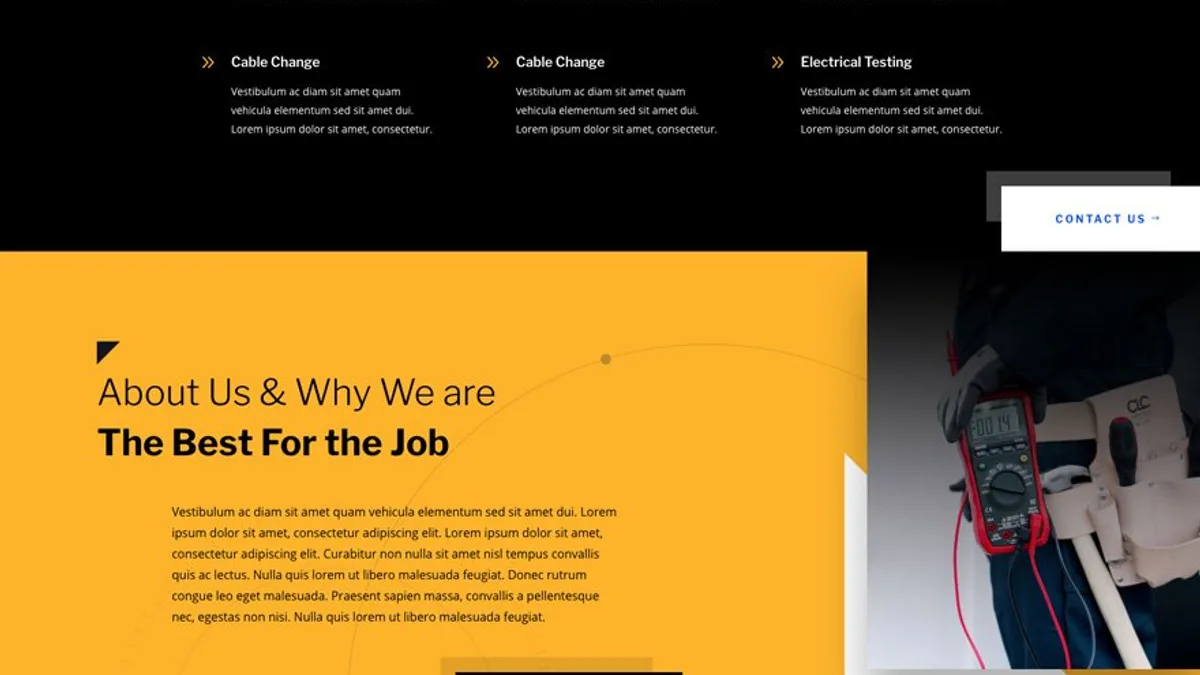 Cable Change
Vestibulum ac diam sit amet quam
vehicula elementum sed sit amet dui.
Lorem ipsum dolor sit amet, consectetur.
Cable Change
Vestibulum ac diam sit amet quam
vehicula elementum sed sit amet dui.
Lorem ipsum dolor sit amet, consectetur.
Electrical Testing
Vestibulum ac diam sit amet quam
vehicula elementum sed sit amet dui.
Lorem ipsum dolor sit amet, consectetur.
CONTACT US →
About Us & Why We are
The Best For the Job
Vestibulum ac diam sit amet quam vehicula elementum sed sit amet dui. Lorem
ipsum dolor sit amet, consectetur adipiscing elit. Lorem ipsum dolor sit amet,
consectetur adipiscing elit. Curabitur non nulla sit amet nisl tempus convallis
quis ac lectus. Nulla quis lorem ut libero malesuada feugiat. Donec rutrum
congue leo eget malesuada. Praesent sapien massa, convallis a pellentesque
nec, egestas non nisi. Nulla quis lorem ut libero malesuada feugiat.
CLC
-00.14